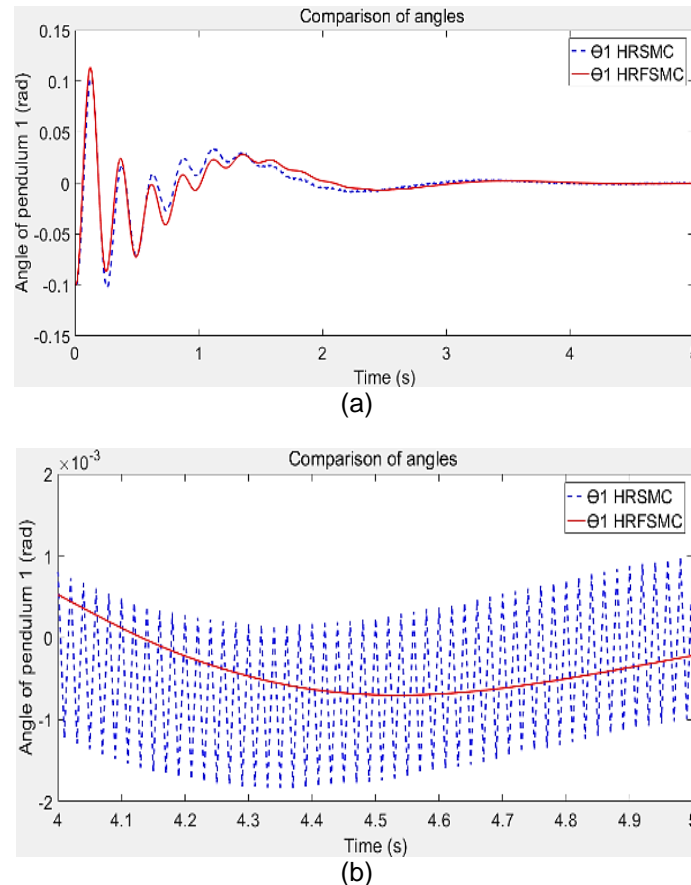 Comparison of angles
Angle of pendulum 1 (rad)
0.15
0.1
0.05
0
-0.05
-0.1
-0.15
ϴ1 HRSMC
ϴ1 HRFSMC
0 1 2 3 4 5
Time (s)
(a)
Comparison of angles
×10-3
Angle of pendulum 1 (rad)
2
1
0
-1
-2
ϴ1 HRSMC
ϴ1 HRFSMC
4 4.1 4.2 4.3 4.4 4.5 4.6 4.7 4.8 4.9 5
Time (s)
(b)